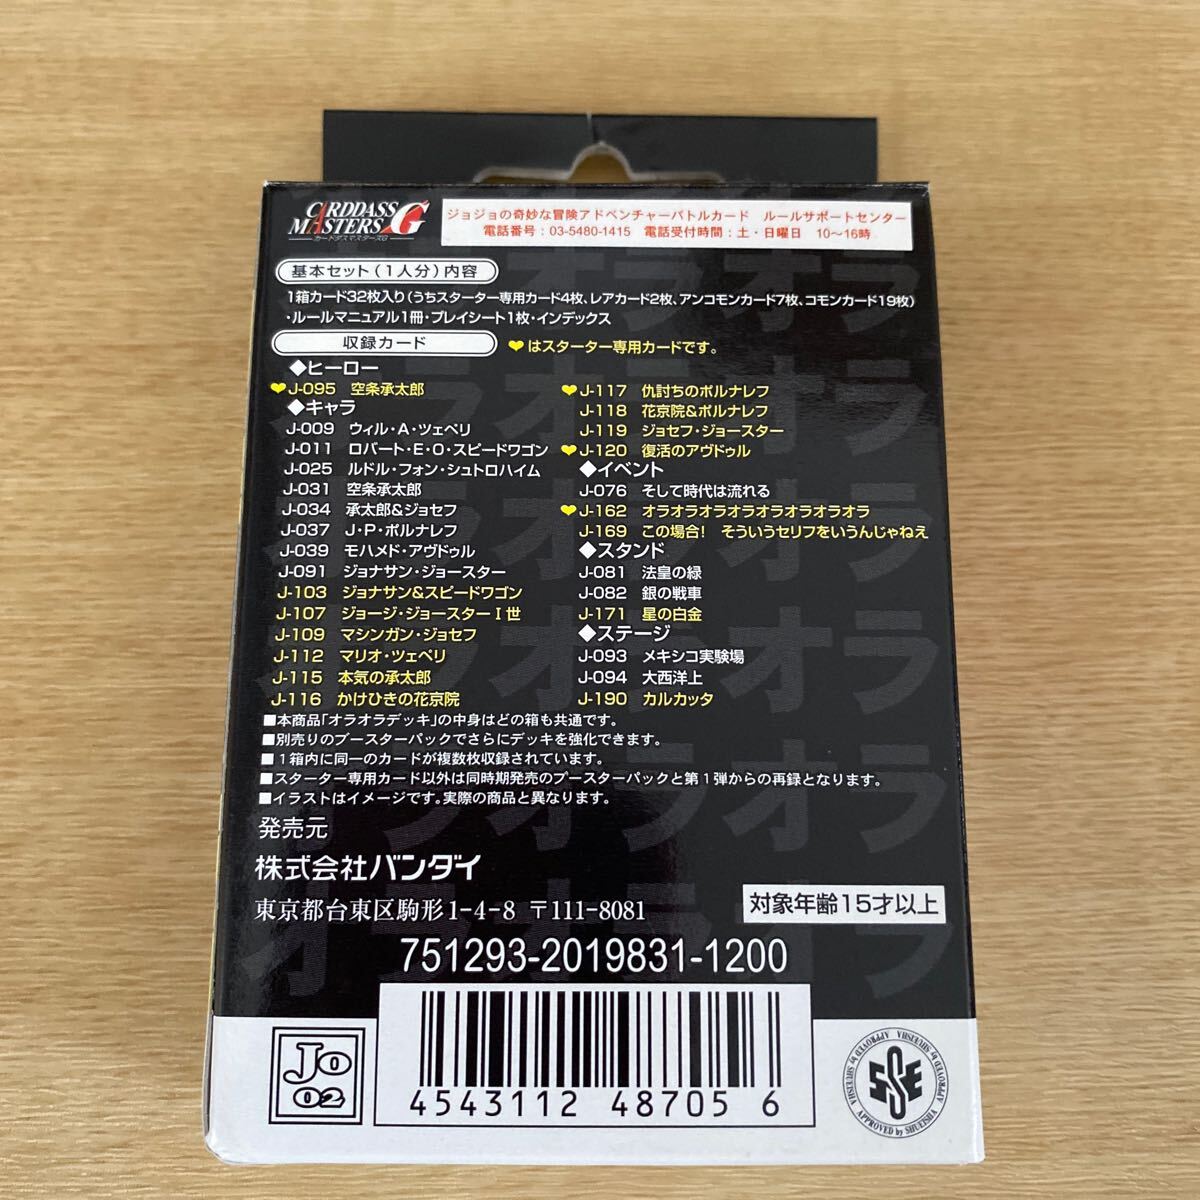 CARDDASS
MASTERS G
カードダスマスターズG
ジョジョの奇妙な冒険アドベンチャーバトルカード　ルールサポートセンター
電話番号：03-5480-1415　電話受付時間：土・日曜日　10〜16時
基本セット（1人分）内容
1箱カード32枚入り（うちスターター専用カード4枚、レアカード2枚、アンコモンカード7枚、コモンカード19枚）
・ルールマニュアル1冊・プレイシート1枚・インデックス
収録カード
♥はスターター専用カードです。
◆ヒーロー
♥J-095　空条承太郎
◆キャラ
J-009　ウィル・A・ツェペリ
J-011　ロバート・E・O・スピードワゴン
J-025　ルドル・フォン・シュトロハイム
J-031　空条承太郎
J-034　承太郎&ジョセフ
J-037　J・P・ポルナレフ
J-039　モハメド・アヴドゥル
J-091　ジョナサン・ジョースター
J-103　ジョナサン&スピードワゴン
J-107　ジョージ・ジョースターⅠ世
J-109　マシンガン・ジョセフ
J-112　マリオ・ツェペリ
J-115　本気の承太郎
J-116　かけひきの花京院
♥J-117　仇討ちのポルナレフ
J-118　花京院&ポルナレフ
J-119　ジョセフ・ジョースター
♥J-120　復活のアヴドゥル
◆イベント
J-076　そして時代は流れる
♥J-162　オラオラオラオラオラオラオラオラ
J-169　この場合！　そういうセリフをいうんじゃねえ
◆スタンド
J-081　法皇の緑
J-082　銀の戦車
J-171　星の白金
◆ステージ
J-093　メキシコ実験場
J-094　大西洋上
J-190　カルカッタ
■本商品「オラオラデッキ」の中身はどの箱も共通です。
■別売りのブースターパックでさらにデッキを強化できます。
■1箱内に同一のカードが複数枚収録されています。
■スターター専用カード以外は同時期発売のブースターパックと第1弾からの再録となります。
■イラストはイメージです。実際の商品と異なります。
発売元
株式会社バンダイ
東京都台東区駒形1-4-8 〒111-8081
対象年齢15才以上
751293-2019831-1200
4543112 48705 6
JO
02
SSE
APPROVED by SHUEISHA
APPROVED by SHUEISHA